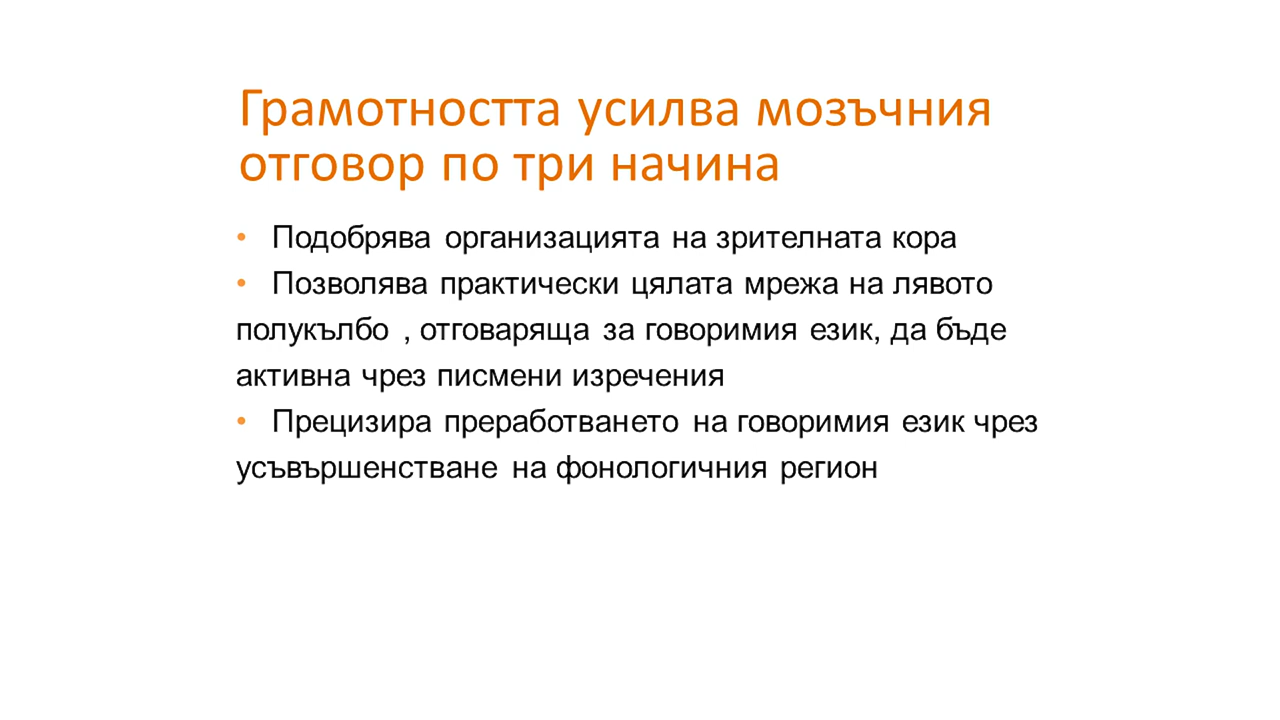 Грамотността усилва мозъчния
отговор по три начина
• Подобрява организацията на зрителната кора
• Позволява практически цялата мрежа на лявото
полукълбо , отговаряща за говоримия език, да бъде
активна чрез писмени изречения
• Прецизира преработването на говоримия език чрез
усъвършенстване на фонологичния регион